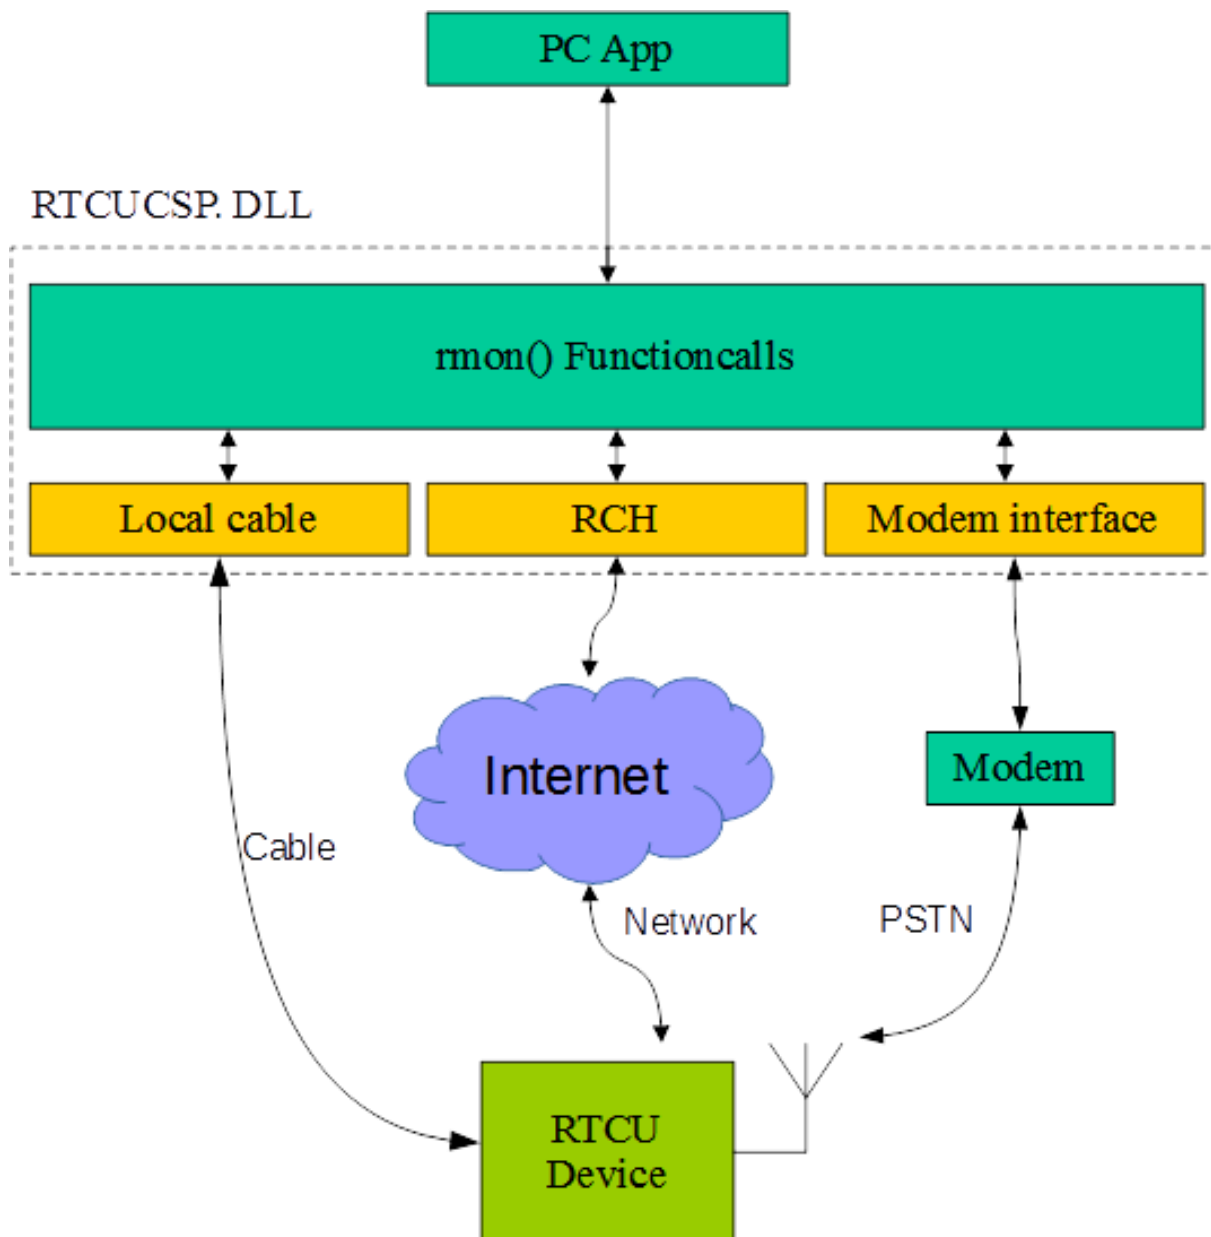 PC App
RTCUCSP. DLL
rmon() Functioncalls
Local cable
RCH
Modem interface
Internet
Modem
Cable
Network
PSTN
RTCU
Device